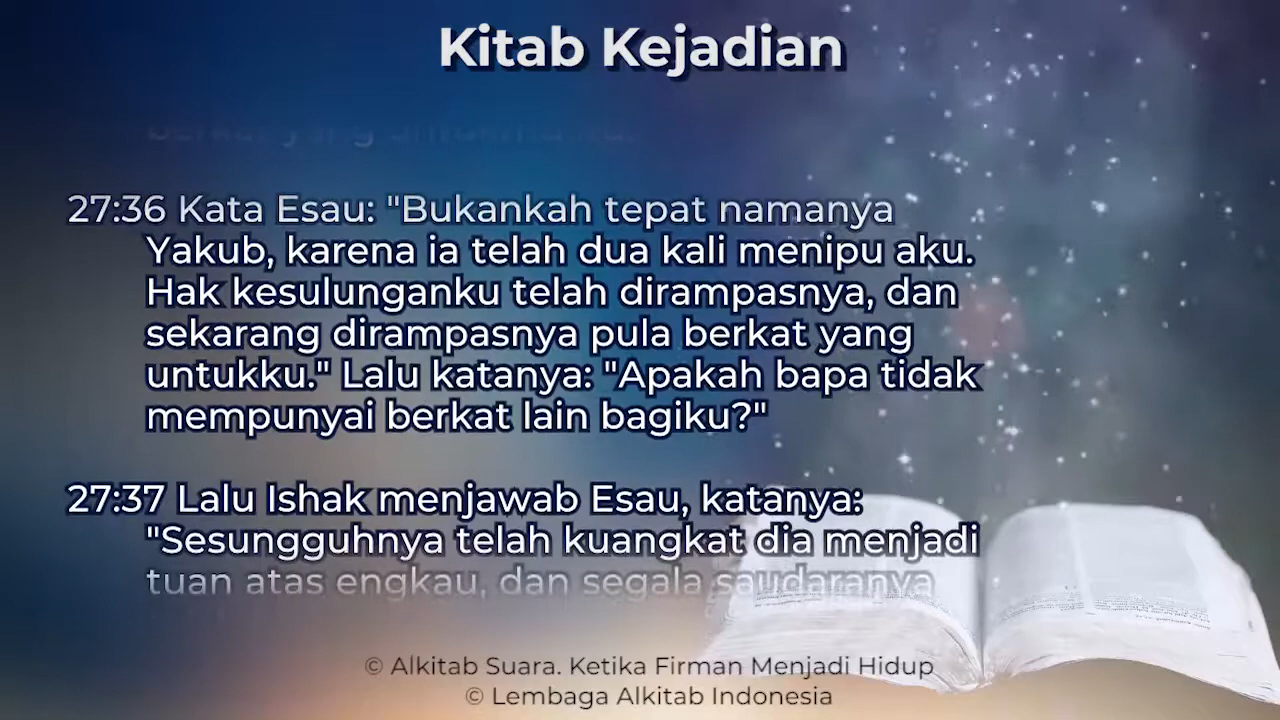 Kitab Kejadian
27:36 Kata Esau: "Bukankah tepat namanya
Yakub, karena ia telah dua kali menipu aku.
Hak kesulunganku telah dirampasnya, dan
sekarang dirampasnya pula berkat yang
untukku." Lalu katanya: "Apakah bapa tidak
mempunyai berkat lain bagiku?"
27:37 Lalu Ishak menjawab Esau, katanya:
"Sesungguhnya telah kuangkat dia menjadi
tuan atas engkau, dan segala saudaranya
© Alkitab Suara. Ketika Firman Menjadi Hidup
© Lembaga Alkitab Indonesia